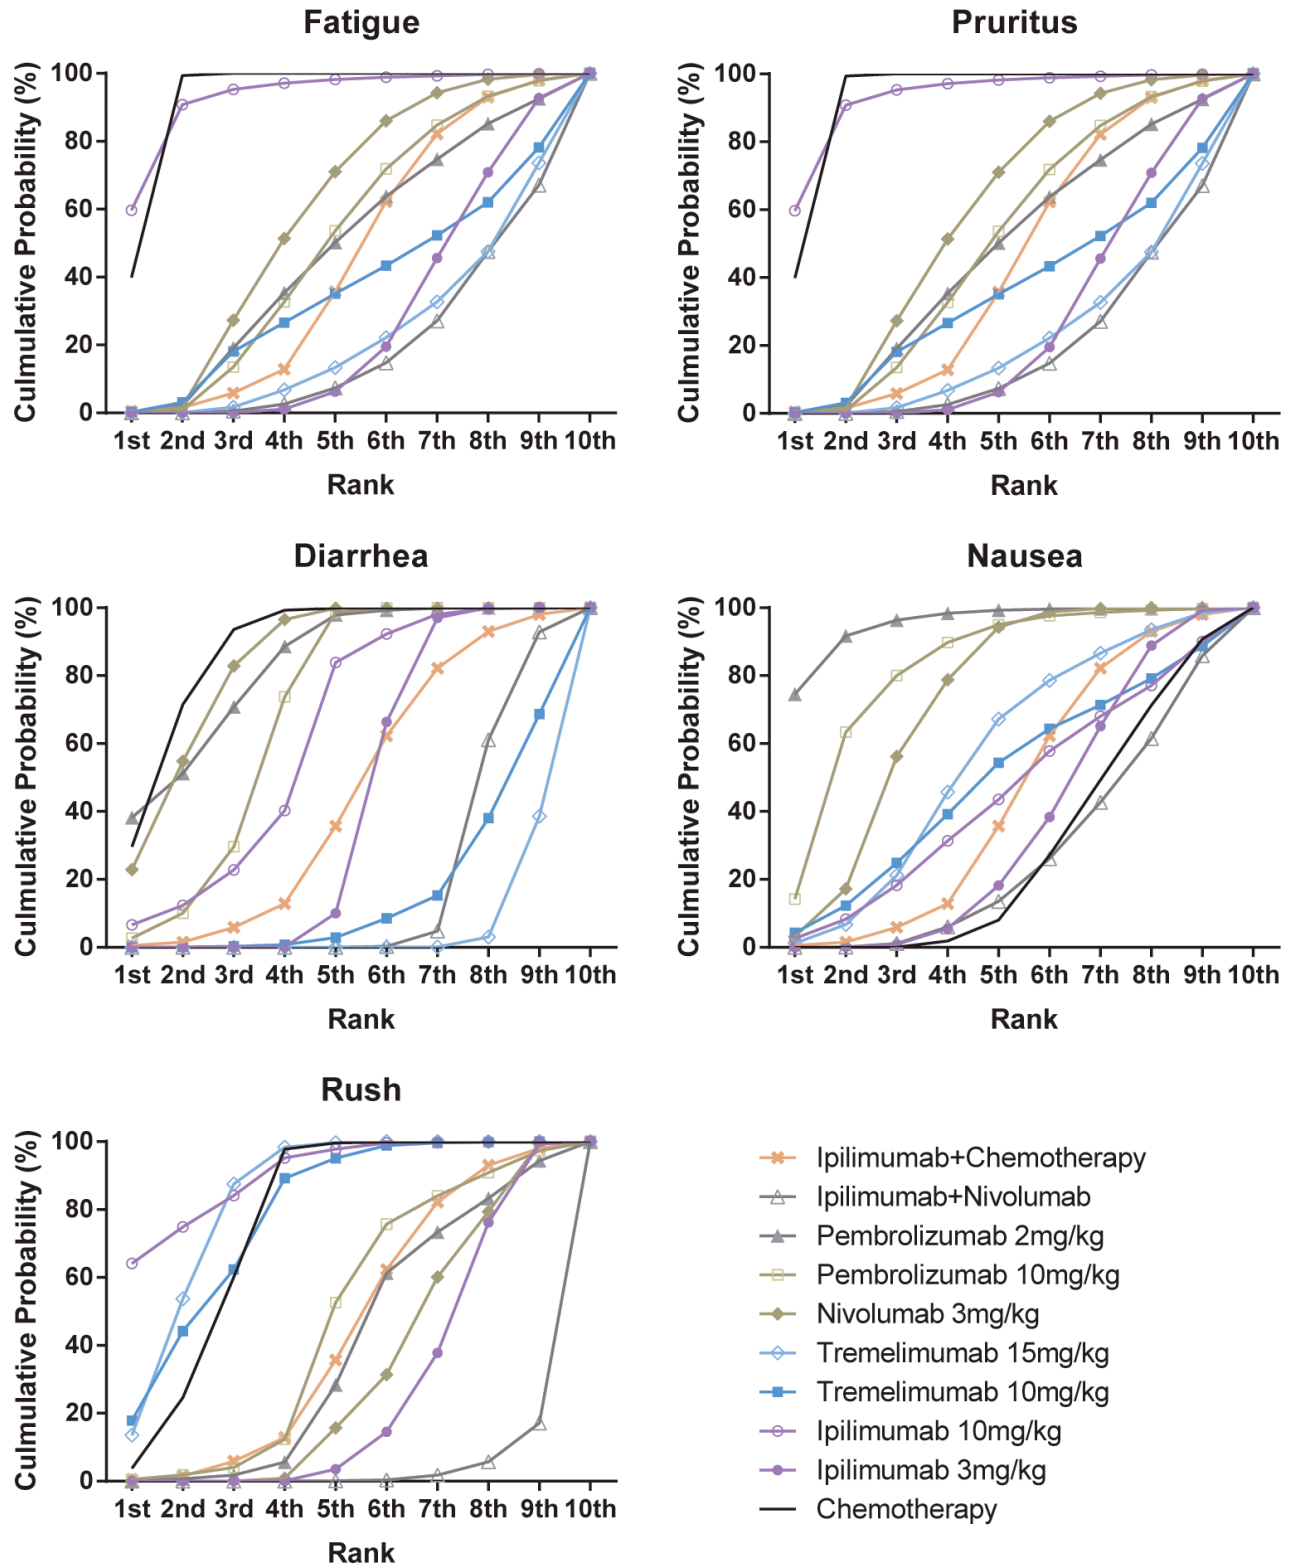 Fatigue
Culmulative Probability (%)
100
80
60
40
20
0
1st 2nd 3rd 4th 5th 6th 7th 8th 9th 10th
Rank
Pruritus
Culmulative Probability (%)
100
80
60
40
20
0
1st 2nd 3rd 4th 5th 6th 7th 8th 9th 10th
Rank
Diarrhea
Culmulative Probability (%)
100
80
60
40
20
0
1st 2nd 3rd 4th 5th 6th 7th 8th 9th 10th
Rank
Nausea
Culmulative Probability (%)
100
80
60
40
20
0
1st 2nd 3rd 4th 5th 6th 7th 8th 9th 10th
Rank
Rush
Culmulative Probability (%)
100
80
60
40
20
0
1st 2nd 3rd 4th 5th 6th 7th 8th 9th 10th
Rank
Ipilimumab+Chemotherapy
Ipilimumab+Nivolumab
Pembrolizumab 2mg/kg
Pembrolizumab 10mg/kg
Nivolumab 3mg/kg
Tremelimumab 15mg/kg
Tremelimumab 10mg/kg
Ipilimumab 10mg/kg
Ipilimumab 3mg/kg
Chemotherapy